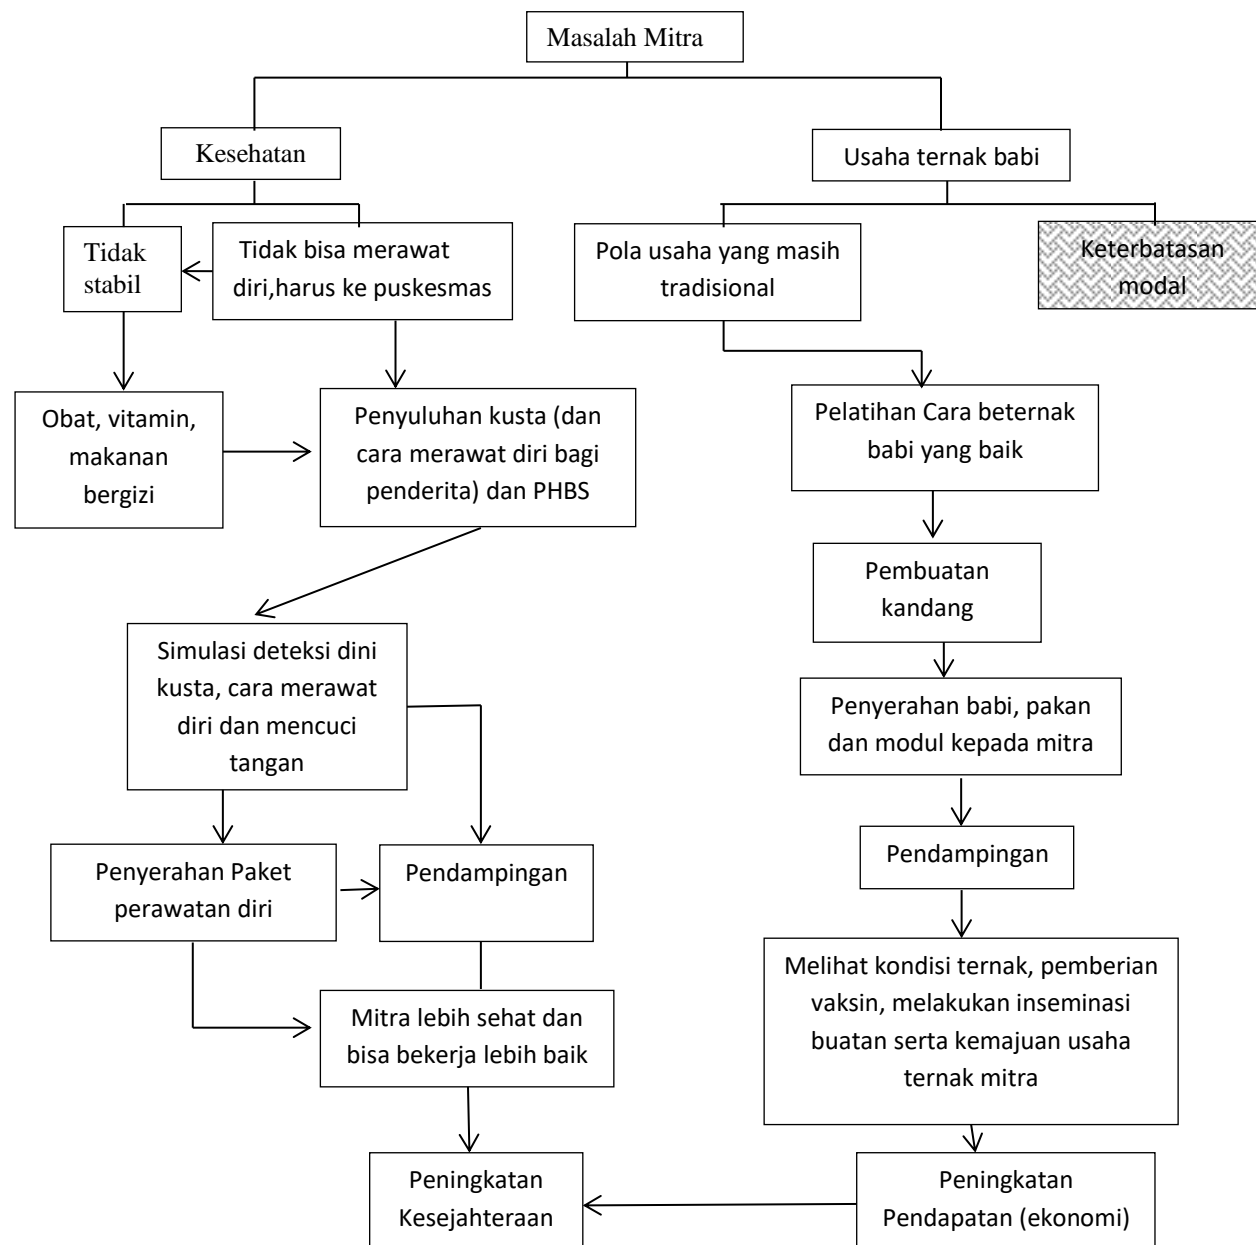 Masalah Mitra
Kesehatan
Usaha ternak babi
Tidak
stabil
Tidak bisa merawat
diri,harus ke puskesmas
Pola usaha yang masih
tradisional
Keterbatasan
modal
Obat, vitamin,
makanan
bergizi
Penyuluhan kusta (dan
cara merawat diri bagi
penderita) dan PHBS
Pelatihan Cara beternak
babi yang baik
Pembuatan
kandang
Simulasi deteksi dini
kusta, cara merawat
diri dan mencuci
tangan
Penyerahan babi, pakan
dan modul kepada mitra
Penyerahan Paket
perawatan diri
Pendampingan
Pendampingan
Melihat kondisi ternak, pemberian
vaksin, melakukan inseminasi
buatan serta kemajuan usaha
ternak mitra
Mitra lebih sehat dan
bisa bekerja lebih baik
Peningkatan
Kesejahteraan
Peningkatan
Pendapatan (ekonomi)